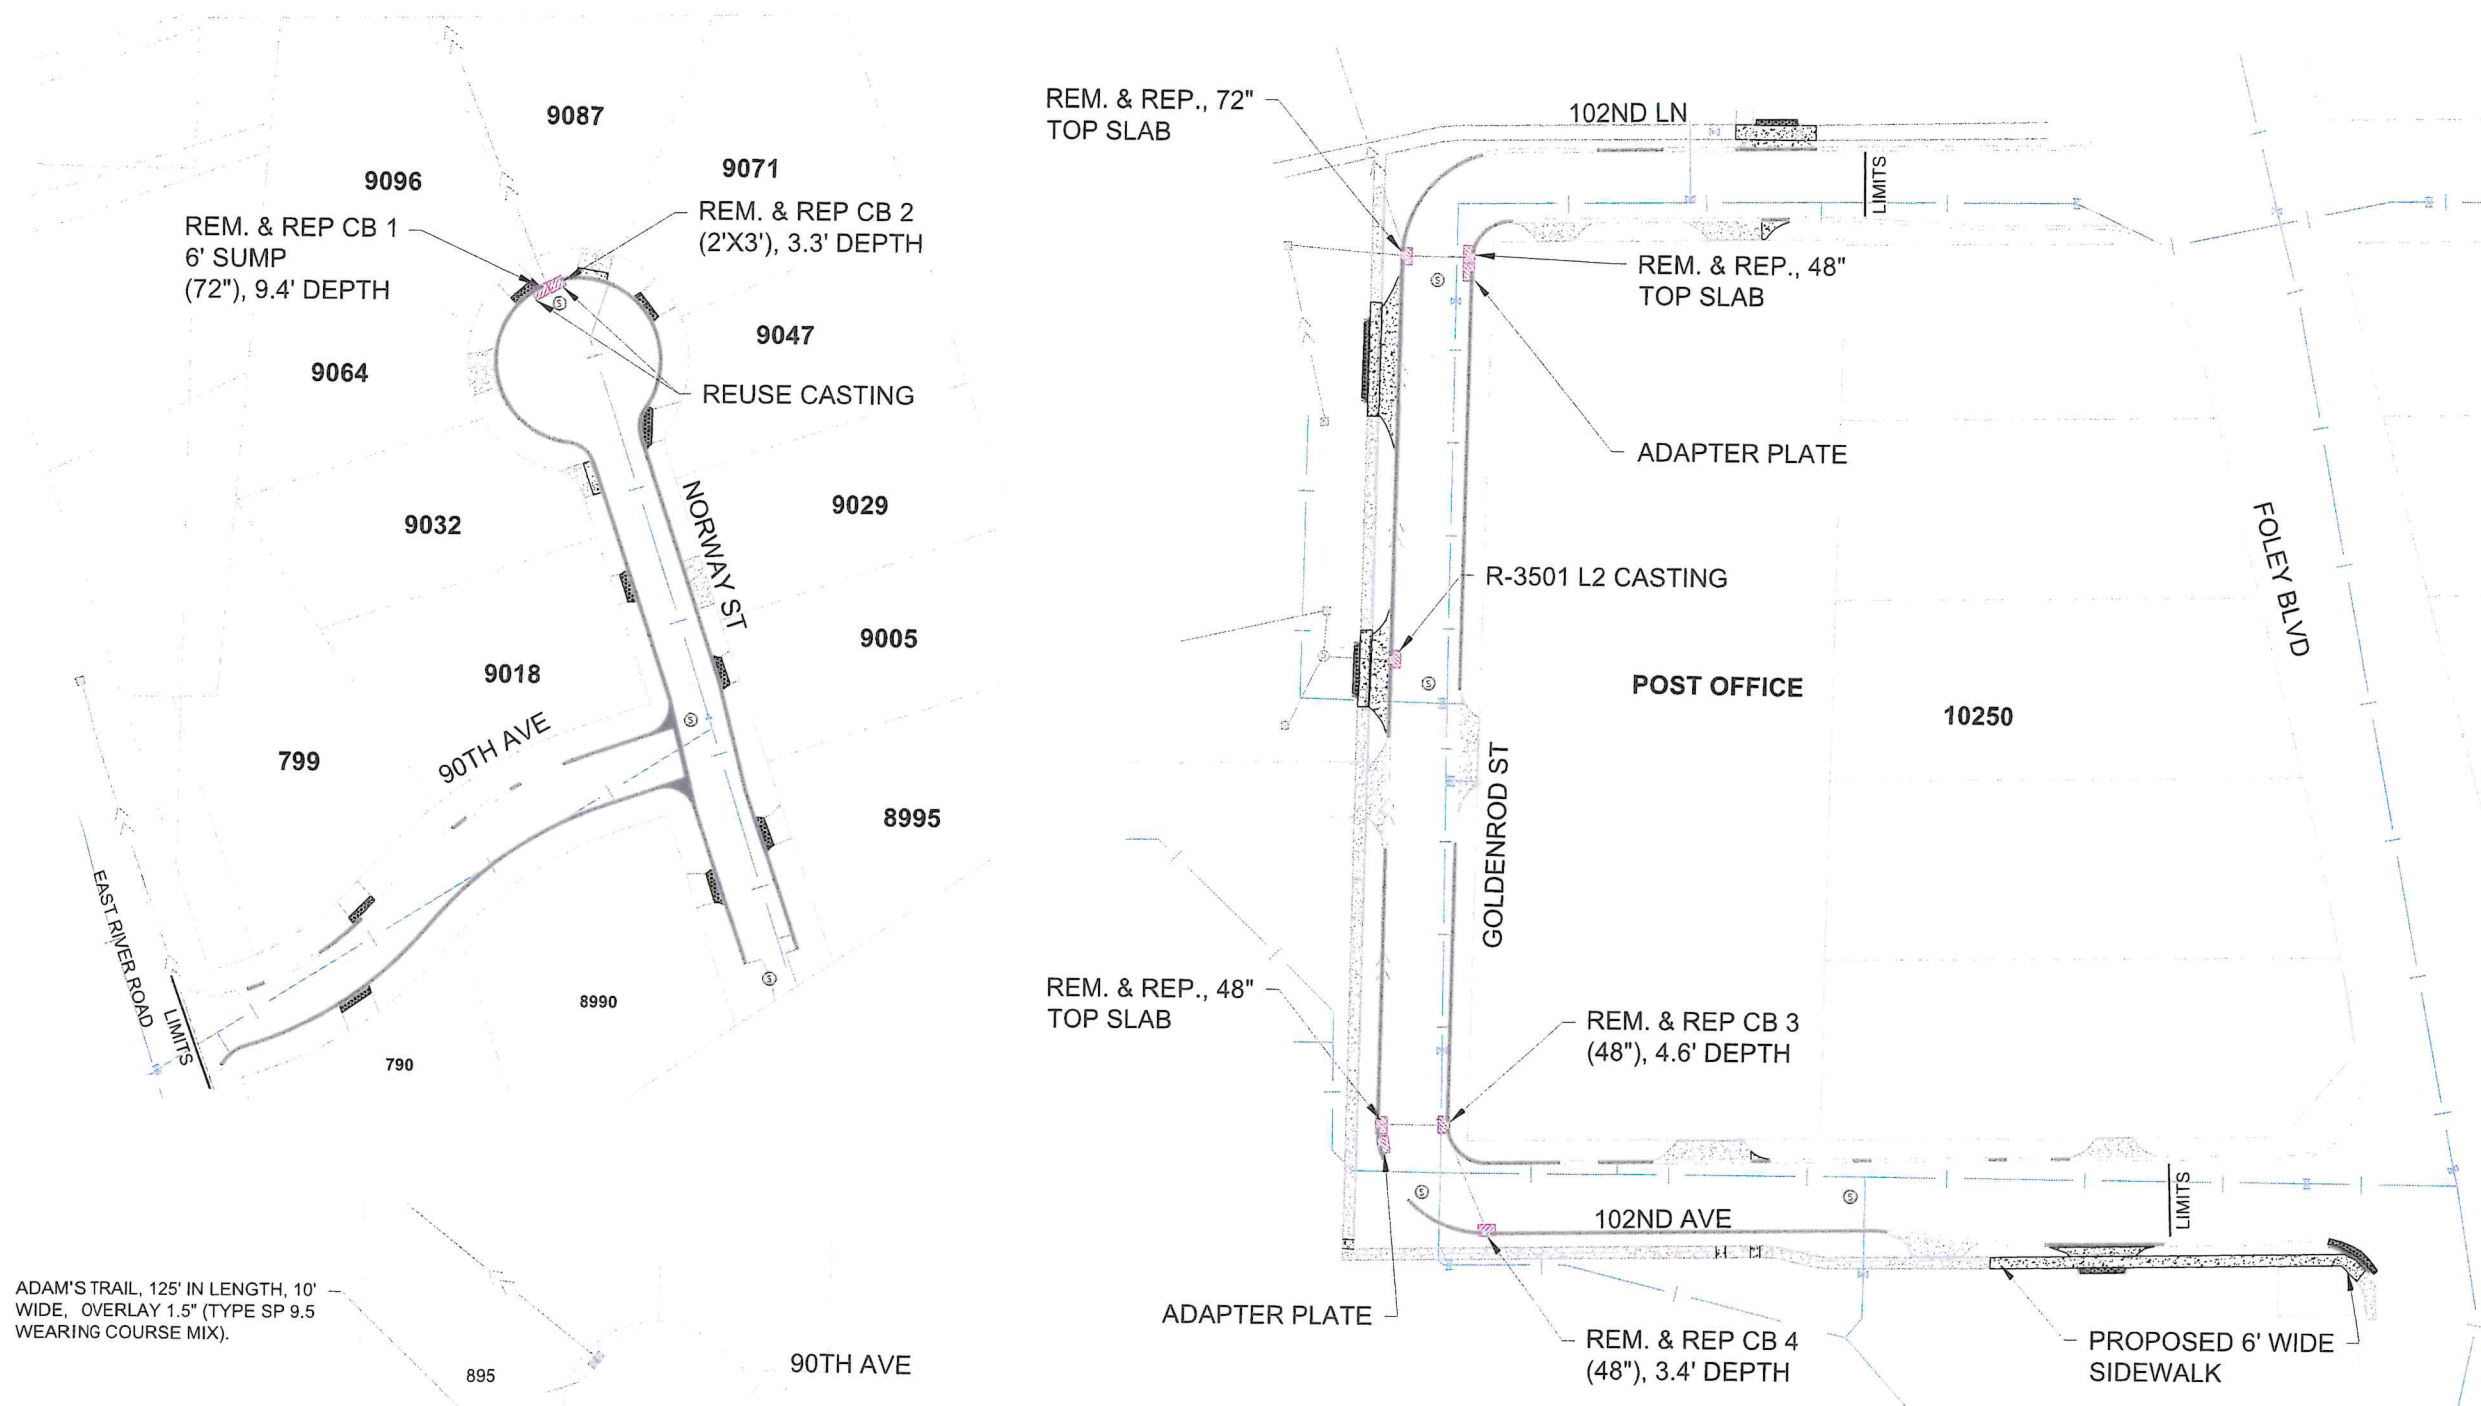 9087
9096
9071
REM. & REP CB 1
6' SUMP
(72"), 9.4' DEPTH
REM. & REP CB 2
(2'X3'), 3.3' DEPTH
9047
9064
REUSE CASTING
9032
9029
NORWAY ST
9005
9018
799
90TH AVE
8995
EAST RIVER ROAD
LIMITS
8990
790
S
S
S
ADAM'S TRAIL, 125' IN LENGTH, 10'
WIDE, OVERLAY 1.5" (TYPE SP 9.5
WEARING COURSE MIX).
895
90TH AVE
REM. & REP., 72"
TOP SLAB
102ND LN
LIMITS
REM. & REP., 48"
TOP SLAB
S
ADAPTER PLATE
R-3501 L2 CASTING
S
FOLEY BLVD
POST OFFICE
10250
GOLDENROD ST
REM. & REP., 48"
TOP SLAB
REM. & REP CB 3
(48"), 4.6' DEPTH
S
S
102ND AVE
LIMITS
ADAPTER PLATE
REM. & REP CB 4
(48"), 3.4' DEPTH
PROPOSED 6' WIDE
SIDEWALK